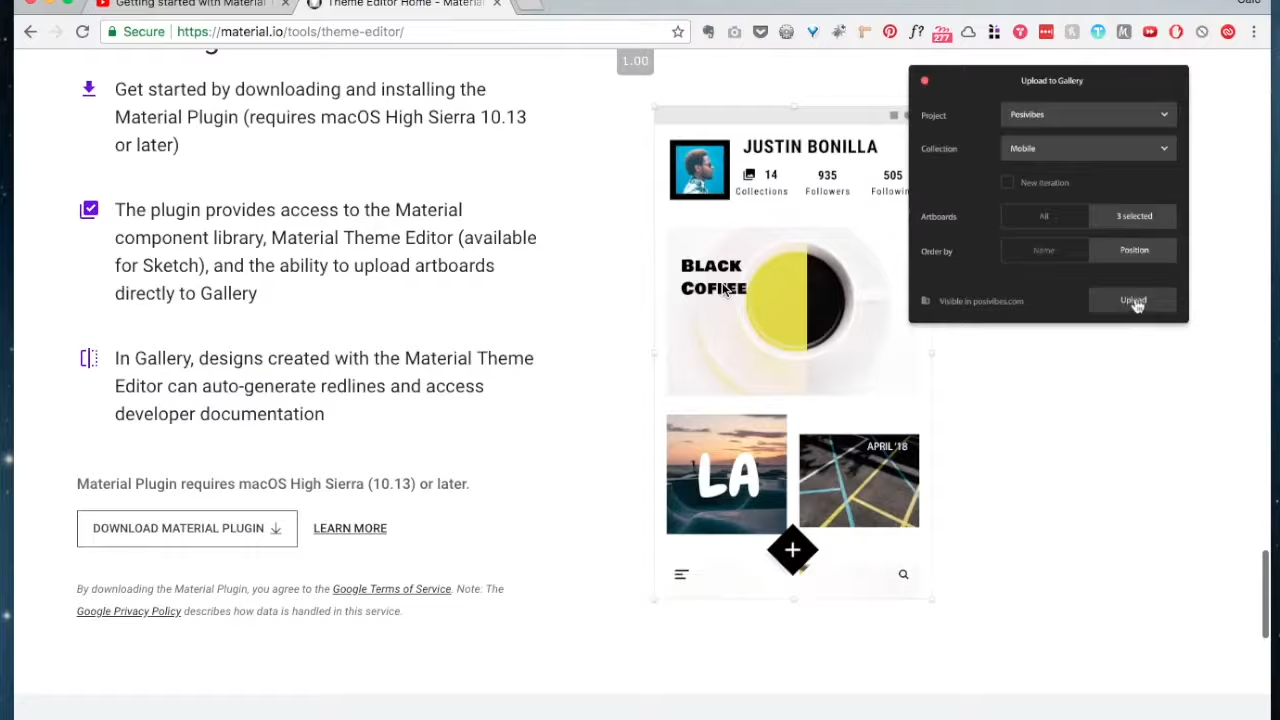 Getting started with Material
Theme Editor Home - Materia
Secure
https://material.io/tools/theme-editor/
277
Get started by downloading and installing the
Material Plugin (requires macOS High Sierra 10.13
or later)
The plugin provides access to the Material
component library, Material Theme Editor (available
for Sketch), and the ability to upload artboards
directly to Gallery
In Gallery, designs created with the Material Theme
Editor can auto-generate redlines and access
developer documentation
Material Plugin requires macOS High Sierra (10.13) or later.
DOWNLOAD MATERIAL PLUGIN
LEARN MORE
By downloading the Material Plugin, you agree to the Google Terms of Service. Note: The
Google Privacy Policy describes how data is handled in this service.
1.00
JUSTIN BONILLA
14 935 505
Collections Followers Followin
BLACK
COFFEE
LA
APRIL '18
Upload to Gallery
Project Posivibes
Collection Mobile
New Iteration
Artboards All 3 selected
Order by Name Position
Visible in posivibes.com Upload